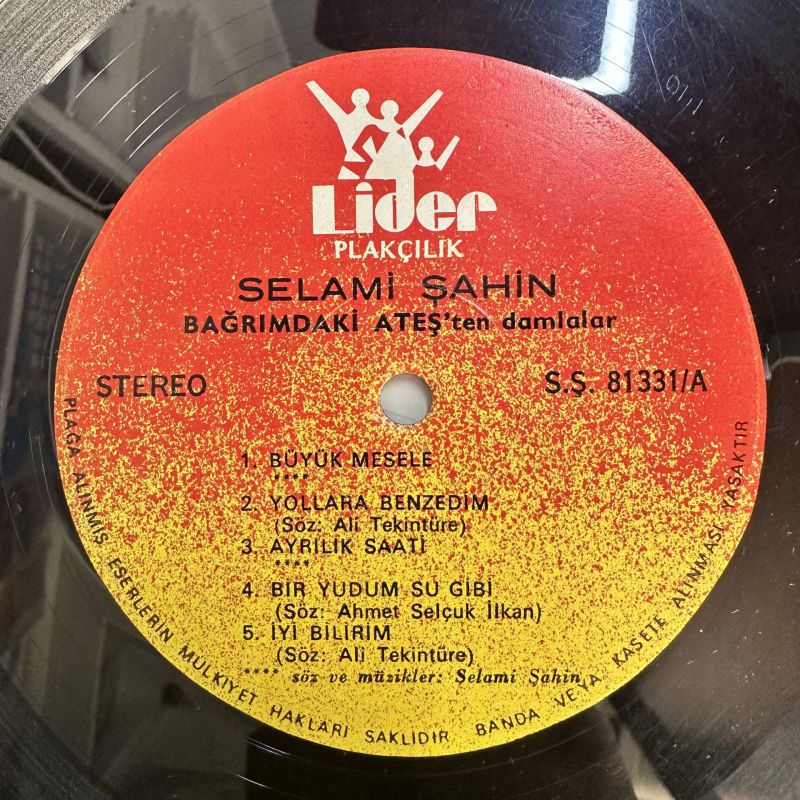 Lider
PLAKÇILIK
SELAMİ ŞAHİN
BAĞRIMDAKİ ATEŞ'ten damlalar
STEREO
S.Ş. 81331/A
1. BÜYÜK MESELE
****
2. YOLLARA BENZEDİM
(Söz: Ali Tekintüre)
3. AYRILIK SAATİ
****
4. BİR YUDUM SU GİBİ
(Söz: Ahmet Selçuk İlkan)
5. İYİ BİLİRİM
(Söz: Ali Tekintüre)
**** söz ve müzikler: Selami Şahin
PLAĞA ALINMIŞ ESERLERİN MÜLKİYET HAKLARI SAKLIDIR BANDA VEYA KASETE ALINMASI YASAKTIR